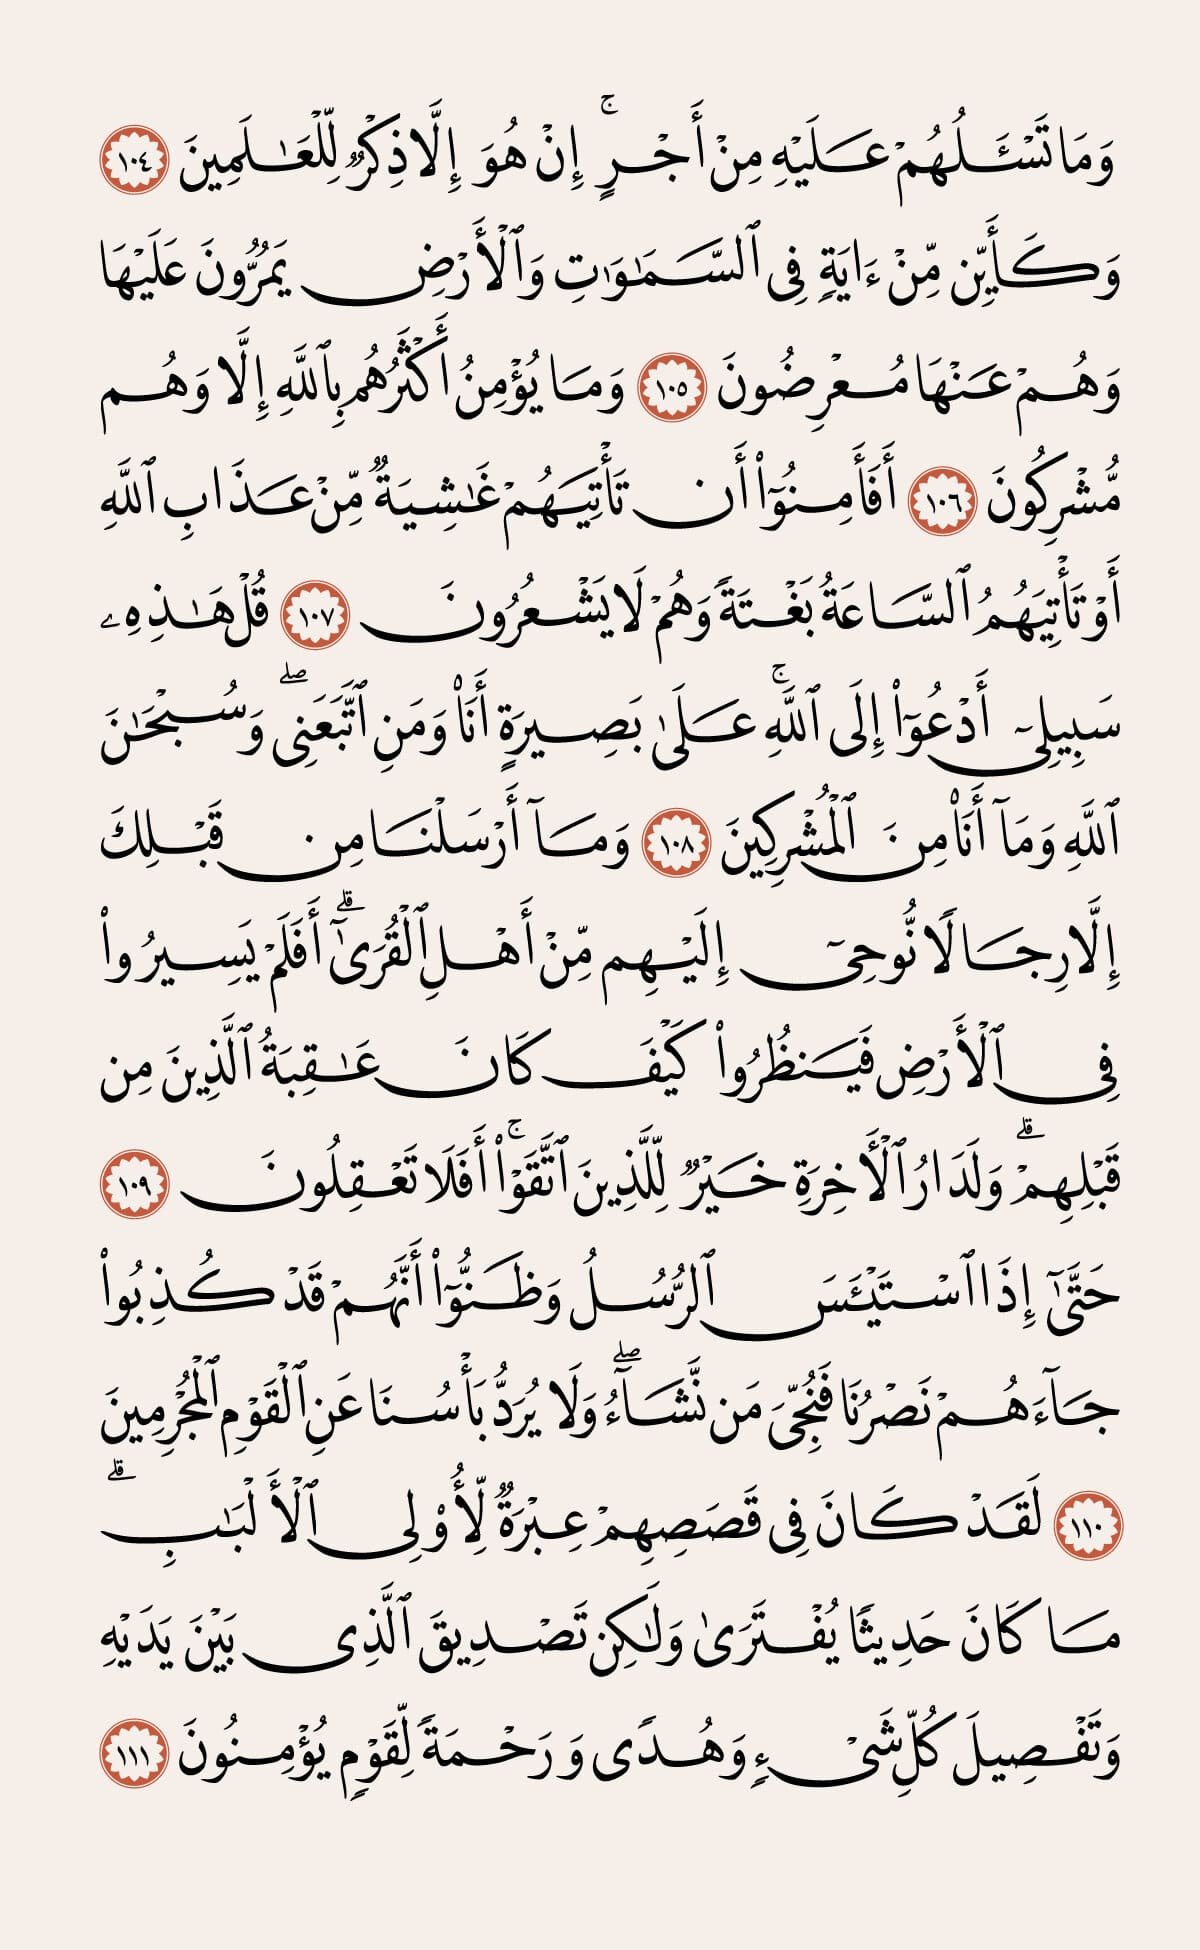 وَمَا تَسْـَٔلُهُمْ عَلَيْهِ مِنْ أَجْرٍ ۚ إِنْ هُوَ إِلَّا ذِكْرٌ لِّلْعَـٰلَمِينَ ١٠٤
وَكَأَيِّن مِّنْ ءَايَةٍ فِى ٱلسَّمَـٰوَٰتِ وَٱلْأَرْضِ يَمُرُّونَ عَلَيْهَا
وَهُمْ عَنْهَا مُعْرِضُونَ ١٠٥ وَمَا يُؤْمِنُ أَكْثَرُهُم بِٱللَّهِ إِلَّا وَهُم
مُّشْرِكُونَ ١٠٦ أَفَأَمِنُوٓا۟ أَن تَأْتِيَهُمْ غَـٰشِيَةٌ مِّنْ عَذَابِ ٱللَّهِ
أَوْ تَأْتِيَهُمُ ٱلسَّاعَةُ بَغْتَةً وَهُمْ لَا يَشْعُرُونَ ١٠٧ قُلْ هَـٰذِهِۦ
سَبِيلِىٓ أَدْعُوٓا۟ إِلَى ٱللَّهِ ۚ عَلَىٰ بَصِيرَةٍ أَنَا۠ وَمَنِ ٱتَّبَعَنِى ۖ وَسُبْحَـٰنَ
ٱللَّهِ وَمَآ أَنَا۠ مِنَ ٱلْمُشْرِكِينَ ١٠٨ وَمَآ أَرْسَلْنَا مِن قَبْلِكَ
إِلَّا رِجَالًا نُّوحِىٓ إِلَيْهِم مِّنْ أَهْلِ ٱلْقُرَىٰٓ ۗ أَفَلَمْ يَسِيرُوا۟
فِى ٱلْأَرْضِ فَيَنظُرُوا۟ كَيْفَ كَانَ عَـٰقِبَةُ ٱلَّذِينَ مِن
قَبْلِهِمْ ۗ وَلَدَارُ ٱلْـَٔاخِرَةِ خَيْرٌ لِّلَّذِينَ ٱتَّقَوْا۟ ۚ أَفَلَا تَعْقِلُونَ ١٠٩
حَتَّىٰٓ إِذَا ٱسْتَيْـَٔسَ ٱلرُّسُلُ وَظَنُّوٓا۟ أَنَّهُمْ قَدْ كُذِبُوا۟
جَآءَهُمْ نَصْرُنَا فَنُجِّىَ مَن نَّشَآءُ ۖ وَلَا يُرَدُّ بَأْسُنَا عَنِ ٱلْقَوْمِ ٱلْمُجْرِمِينَ
١١٠ لَقَدْ كَانَ فِى قَصَصِهِمْ عِبْرَةٌ لِّأُو۟لِى ٱلْأَلْبَـٰبِ ۗ
مَا كَانَ حَدِيثًا يُفْتَرَىٰ وَلَـٰكِن تَصْدِيقَ ٱلَّذِى بَيْنَ يَدَيْهِ
وَتَفْصِيلَ كُلِّ شَىْءٍ وَهُدًى وَرَحْمَةً لِّقَوْمٍ يُؤْمِنُونَ ١١١